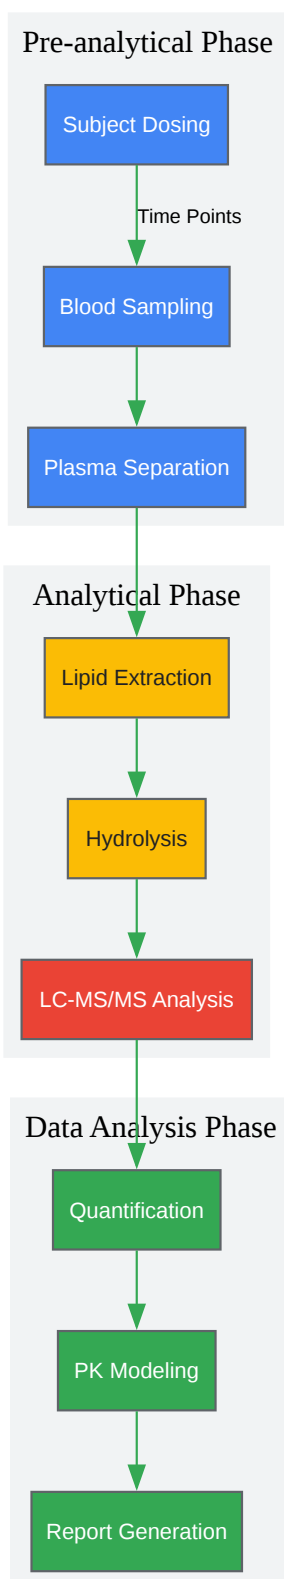 Pre-analytical Phase
Subject Dosing
Time Points
Blood Sampling
Plasma Separation
Analytical Phase
Lipid Extraction
Hydrolysis
LC-MS/MS Analysis
Data Analysis Phase
Quantification
PK Modeling
Report Generation